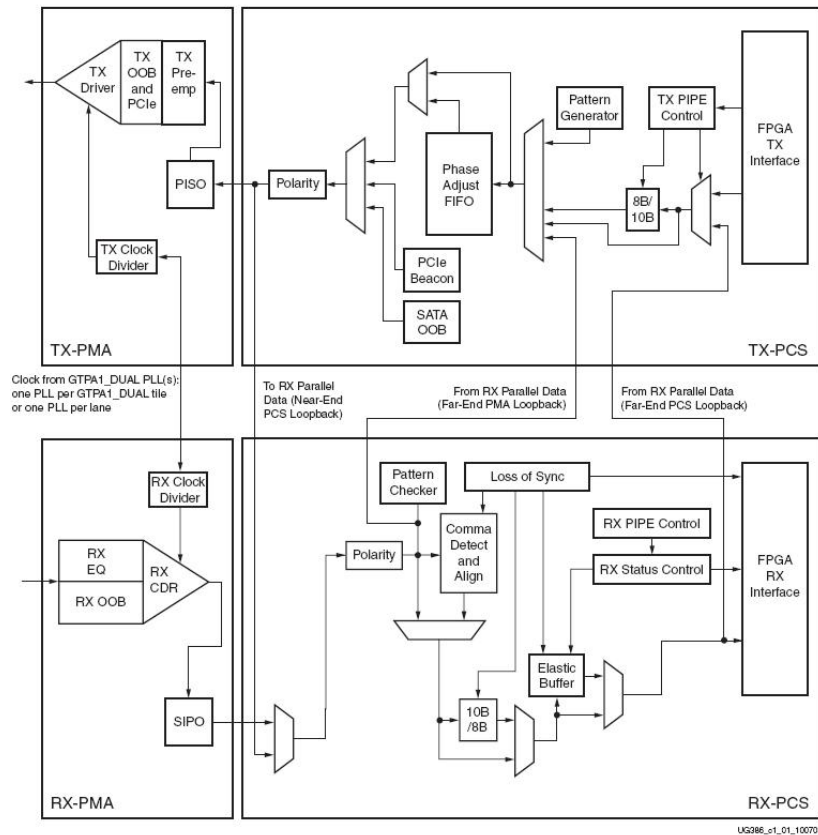 TX
Driver
TX
OOB
and
PCIe
TX
Pre-
emp
PISO
TX Clock
Divider
TX-PMA
Polarity
Phase
Adjust
FIFO
PCIe
Beacon
SATA
OOB
Pattern
Generator
TX PIPE
Control
8B/
10B
FPGA
TX
Interface
TX-PCS
Clock from GTPA1_DUAL PLL(s):
one PLL per GTPA1_DUAL tile
or one PLL per lane
To RX Parallel
Data (Near-End
PCS Loopback)
From RX Parallel Data
(Far-End PMA Loopback)
From RX Parallel Data
(Far-End PCS Loopback)
RX Clock
Divider
RX
EQ
RX OOB
RX
CDR
SIPO
RX-PMA
Pattern
Checker
Loss of Sync
Polarity
Comma
Detect
and
Align
RX PIPE Control
RX Status Control
FPGA
RX
Interface
Elastic
Buffer
10B
/8B
RX-PCS
UG386_c1_01_10070